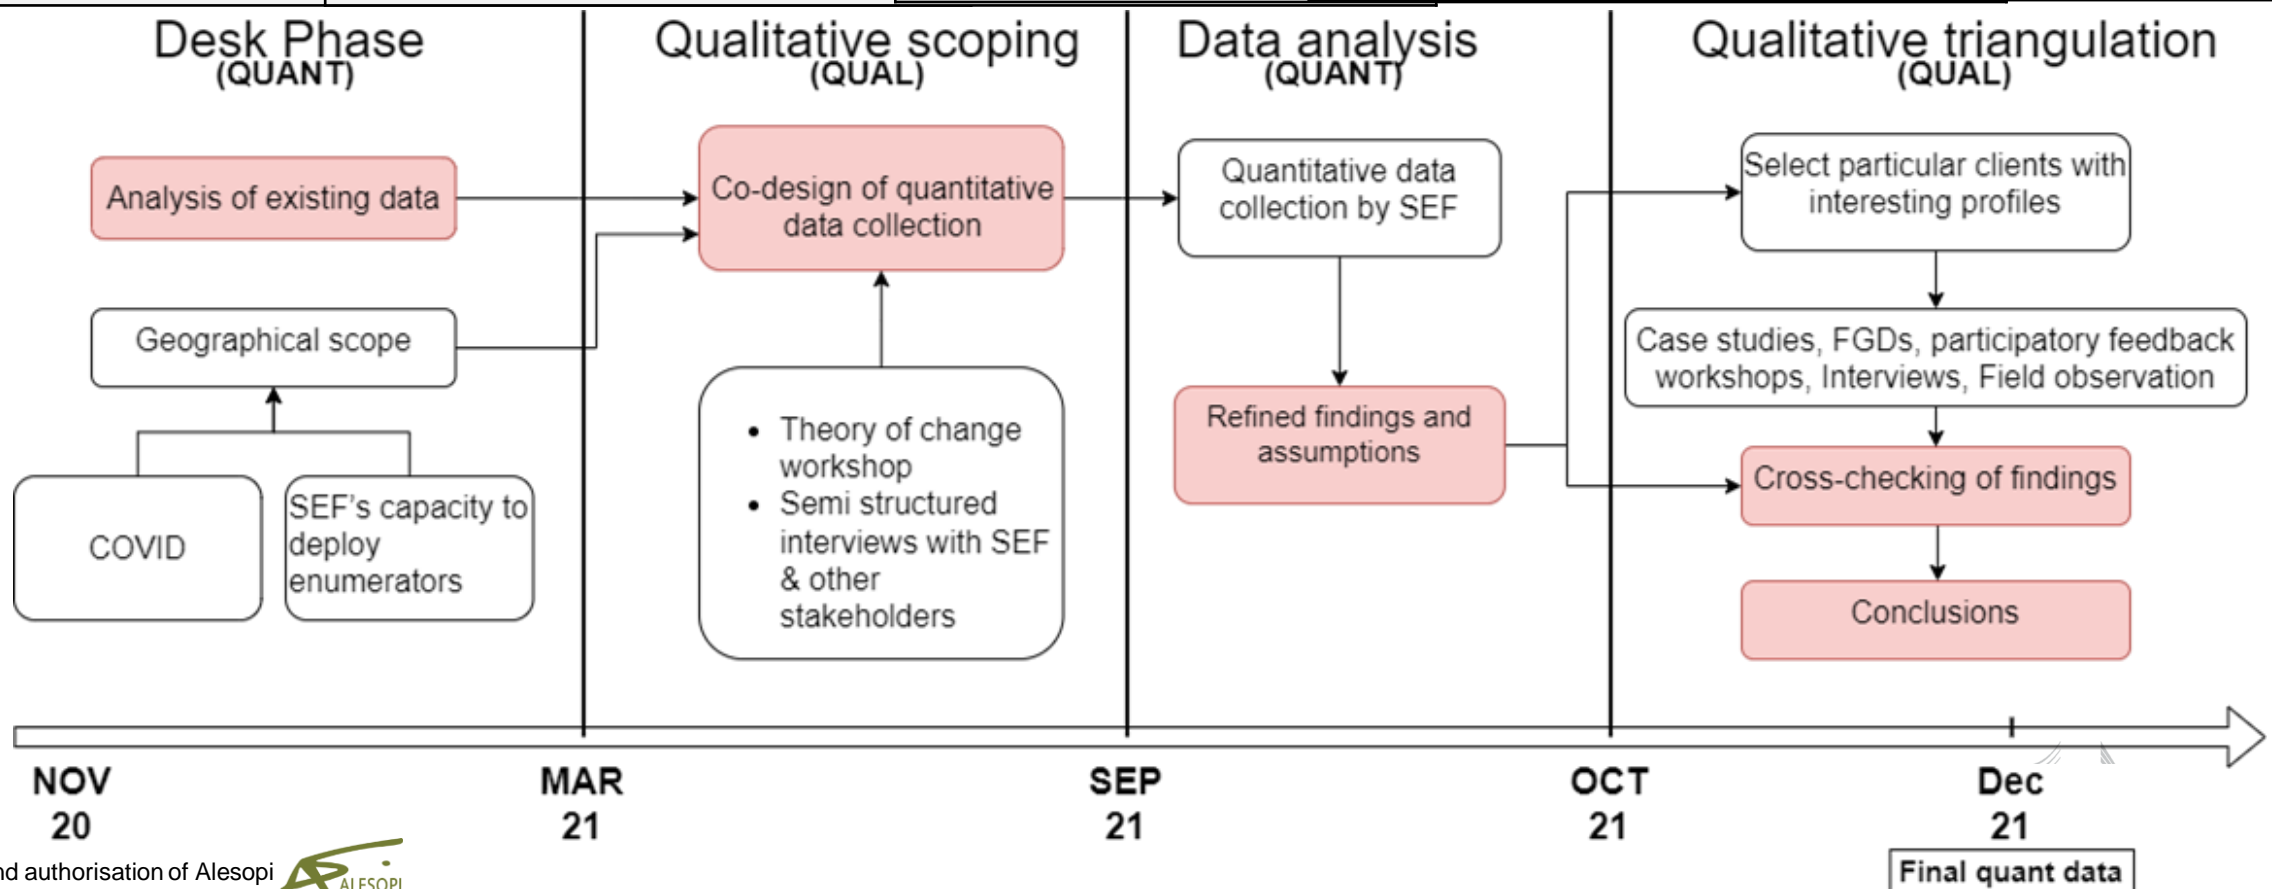 Desk Phase
(QUANT)
Analysis of existing data
Geographical scope
COVID
SEF's capacity to
deploy
enumerators
Qualitative scoping
(QUAL)
Co-design of quantitative
data collection
• Theory of change
workshop
• Semi structured
interviews with SEF
& other
stakeholders
Data analysis
(QUANT)
Quantitative data
collection by SEF
Refined findings and
assumptions
Qualitative triangulation
(QUAL)
Select particular clients with
interesting profiles
Case studies, FGDs, participatory feedback
workshops, Interviews, Field observation
Cross-checking of findings
Conclusions
NOV
20
MAR
21
SEP
21
OCT
21
Dec
21
Final quant data
authorisation of Alesopi
ALESOPI